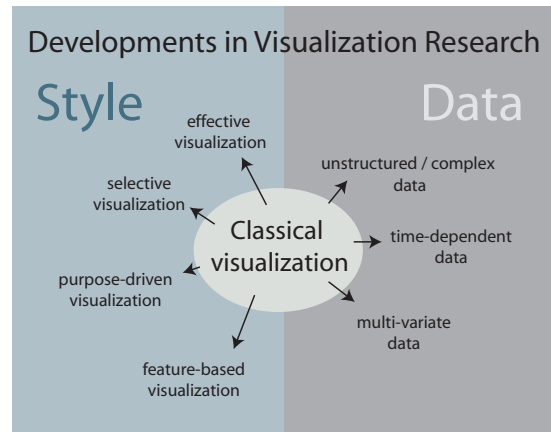 Developments in Visualization Research
Style
Data
effective
visualization
selective
visualization
purpose-driven
visualization
feature-based
visualization
Classical
visualization
unstructured / complex
data
time-dependent
data
multi-variate
data